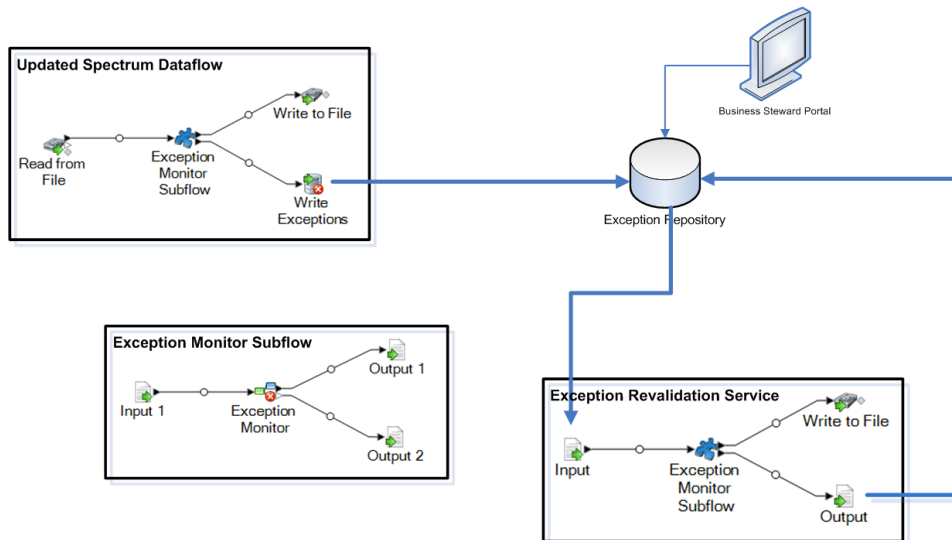 Updated Spectrum Dataflow
Write to File
Read from
File
Exception
Monitor
Subflow
Write
Exceptions
Business Steward Portal
Exception Repository
Exception Monitor Subflow
Input 1
Exception
Monitor
Output 1
Output 2
Exception Revalidation Service
Write to File
Input
Exception
Monitor
Subflow
Output